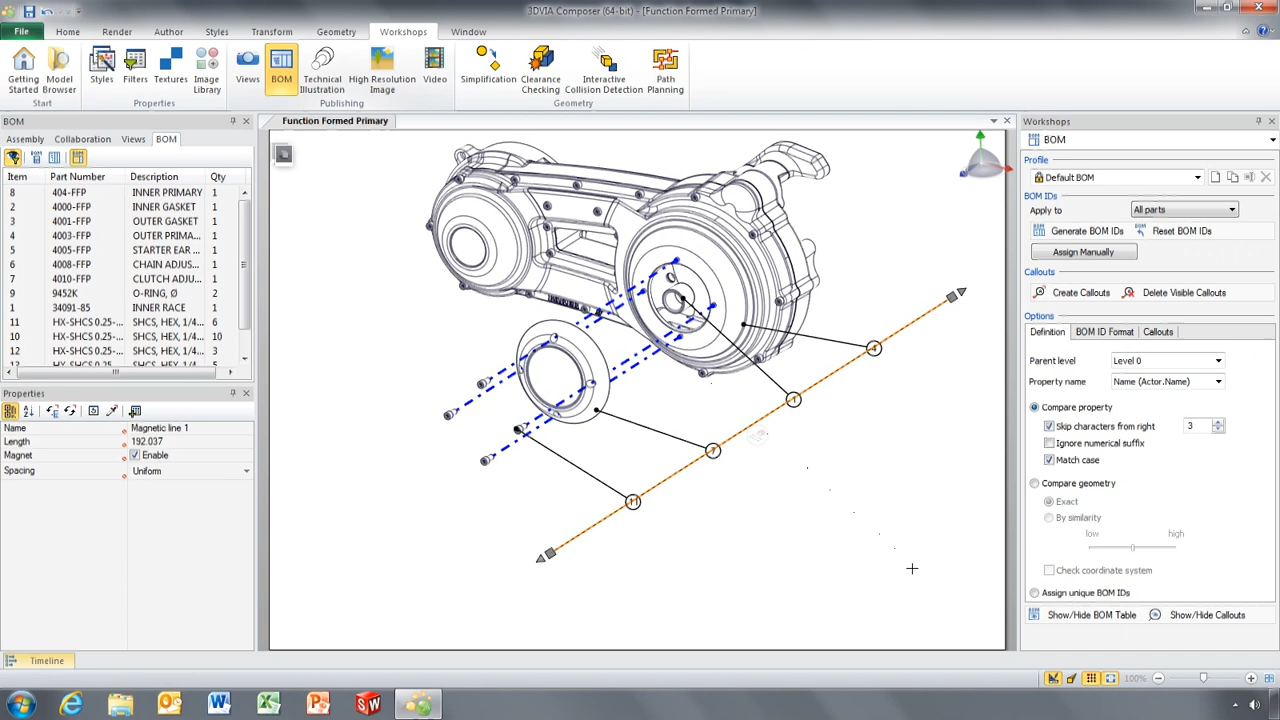 3DVIA Composer (64-bit) - [Function Formed Primary]
File Home Render Author Styles Transform Geometry Workshops Window
Getting Started Model Browser Styles Filters Textures Image Library Views BOM Technical Illustration High Resolution Image Video Simplification Clearance Checking Interactive Collision Detection Path Planning
Start Properties Publishing Geometry
BOM
Assembly Collaboration Views BOM
Item Part Number Description Qty
8 404-FFP INNER PRIMARY 1
2 4000-FFP INNER GASKET 1
3 4001-FFP OUTER GASKET 1
4 4003-FFP OUTER PRIMA... 1
5 4005-FFP STARTER EAR ... 1
6 4008-FFP CHAIN ADJUS... 1
7 4010-FFP CLUTCH ADJUST... 1
9 9452K O-RING, Ø 2
1 34091-85 INNER RACE 1
11 HX-SHCS 0.25-... SHCS, HEX, 1/4... 6
10 HX-SHCS 0.25-... SHCS, HEX, 1/4... 10
12 HX-SHCS 0.25-... SHCS, HEX, 1/4... 3
Properties
Name Magnetic line 1
Length 192.037
Magnet Enable
Spacing Uniform
Timeline
Function Formed Primary
4
1
7
11
Workshops
BOM
Profile
Default BOM
BOM IDs
Apply to All parts
Generate BOM IDs Reset BOM IDs
Assign Manually
Callouts
Create Callouts Delete Visible Callouts
Options
Definition BOM ID Format Callouts
Parent level Level 0
Property name Name (Actor.Name)
Compare property
Skip characters from right 3
Ignore numerical suffix
Match case
Compare geometry
Exact
By similarity
low high
Check coordinate system
Assign unique BOM IDs
Show/Hide BOM Table Show/Hide Callouts
100%